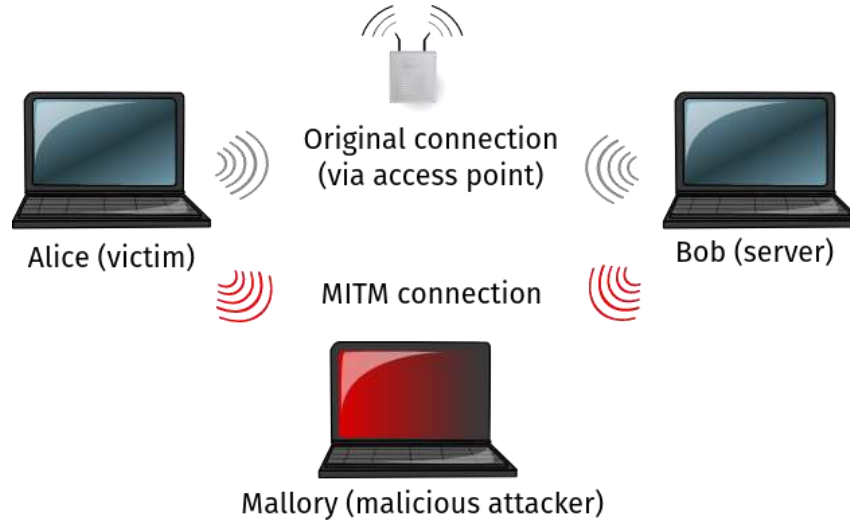 Original connection
(via access point)
Alice (victim)
Bob (server)
MITM connection
Mallory (malicious attacker)